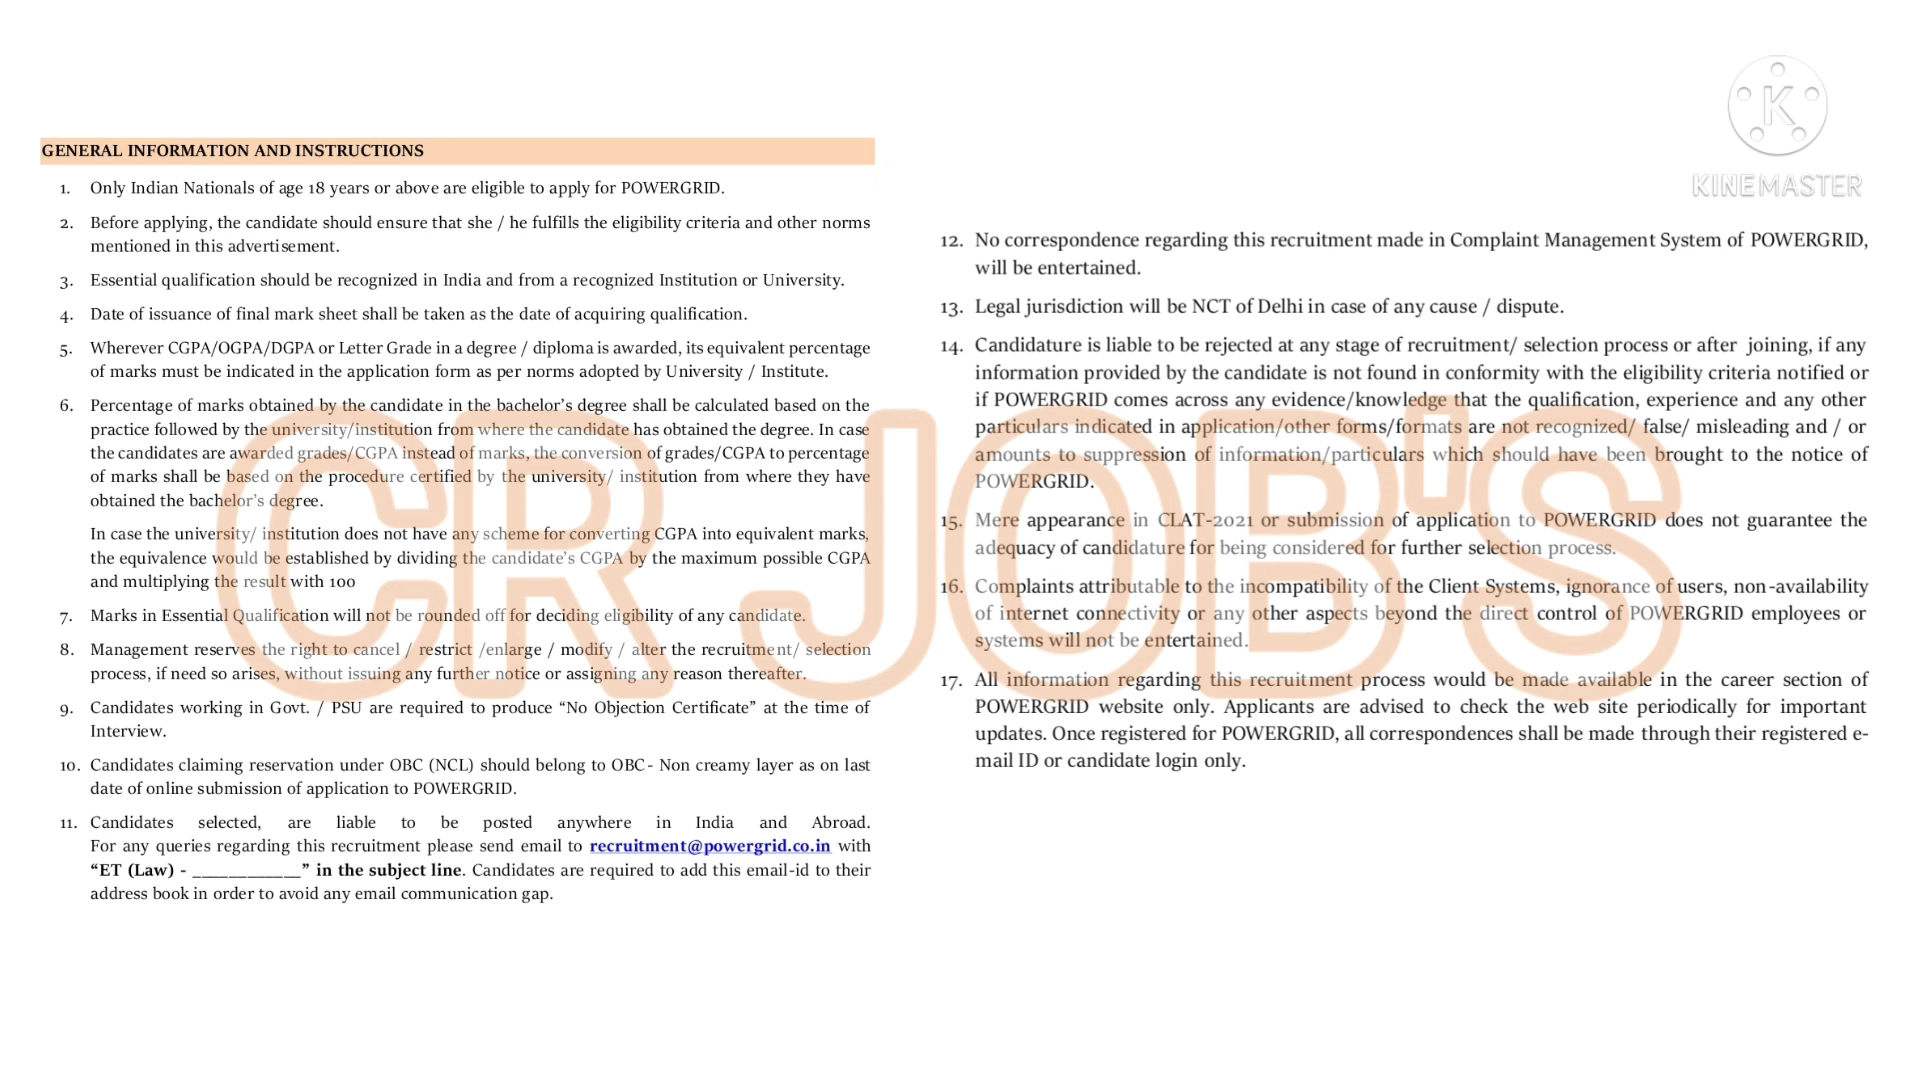 GENERAL INFORMATION AND INSTRUCTIONS
1. Only Indian Nationals of age 18 years or above are eligible to apply for POWERGRID.
2. Before applying, the candidate should ensure that she / he fulfills the eligibility criteria and other norms
mentioned in this advertisement.
3. Essential qualification should be recognized in India and from a recognized Institution or University.
4. Date of issuance of final mark sheet shall be taken as the date of acquiring qualification.
5. Wherever CGPA/OGPA/DGPA or Letter Grade in a degree / diploma is awarded, its equivalent percentage
of marks must be indicated in the application form as per norms adopted by University / Institute.
6. Percentage of marks obtained by the candidate in the bachelor's degree shall be calculated based on the
practice followed by the university/institution from where the candidate has obtained the degree. In case
the candidates are awarded grades/CGPA instead of marks, the conversion of grades/CGPA to percentage
of marks shall be based on the procedure certified by the university/ institution from where they have
obtained the bachelor's degree.
In case the university/ institution does not have any scheme for converting CGPA into equivalent marks,
the equivalence would be established by dividing the candidate's CGPA by the maximum possible CGPA
and multiplying the result with 100
7. Marks in Essential Qualification will not be rounded off for deciding eligibility of any candidate.
8. Management reserves the right to cancel / restrict /enlarge / modify / alter the recruitment/ selection
process, if need so arises, without issuing any further notice or assigning any reason thereafter.
9. Candidates working in Govt. / PSU are required to produce “No Objection Certificate” at the time of
Interview.
10. Candidates claiming reservation under OBC (NCL) should belong to OBC- Non creamy layer as on last
date of online submission of application to POWERGRID.
11. Candidates selected, are liable to be posted anywhere in India and Abroad.
For any queries regarding this recruitment please send email to recruitment@powergrid.co.in with
“ET (Law) - ____________” in the subject line. Candidates are required to add this email-id to their
address book in order to avoid any email communication gap.
KINEMASTER
12. No correspondence regarding this recruitment made in Complaint Management System of POWERGRID,
will be entertained.
13. Legal jurisdiction will be NCT of Delhi in case of any cause / dispute.
14. Candidature is liable to be rejected at any stage of recruitment/ selection process or after joining, if any
information provided by the candidate is not found in conformity with the eligibility criteria notified or
if POWERGRID comes across any evidence/knowledge that the qualification, experience and any other
particulars indicated in application/other forms/formats are not recognized/ false/ misleading and / or
amounts to suppression of information/particulars which should have been brought to the notice of
POWERGRID.
15. Mere appearance in CLAT-2021 or submission of application to POWERGRID does not guarantee the
adequacy of candidature for being considered for further selection process.
16. Complaints attributable to the incompatibility of the Client Systems, ignorance of users, non-availability
of internet connectivity or any other aspects beyond the direct control of POWERGRID employees or
systems will not be entertained.
17. All information regarding this recruitment process would be made available in the career section of
POWERGRID website only. Applicants are advised to check the web site periodically for important
updates. Once registered for POWERGRID, all correspondences shall be made through their registered e-
mail ID or candidate login only.
CR JOB'S